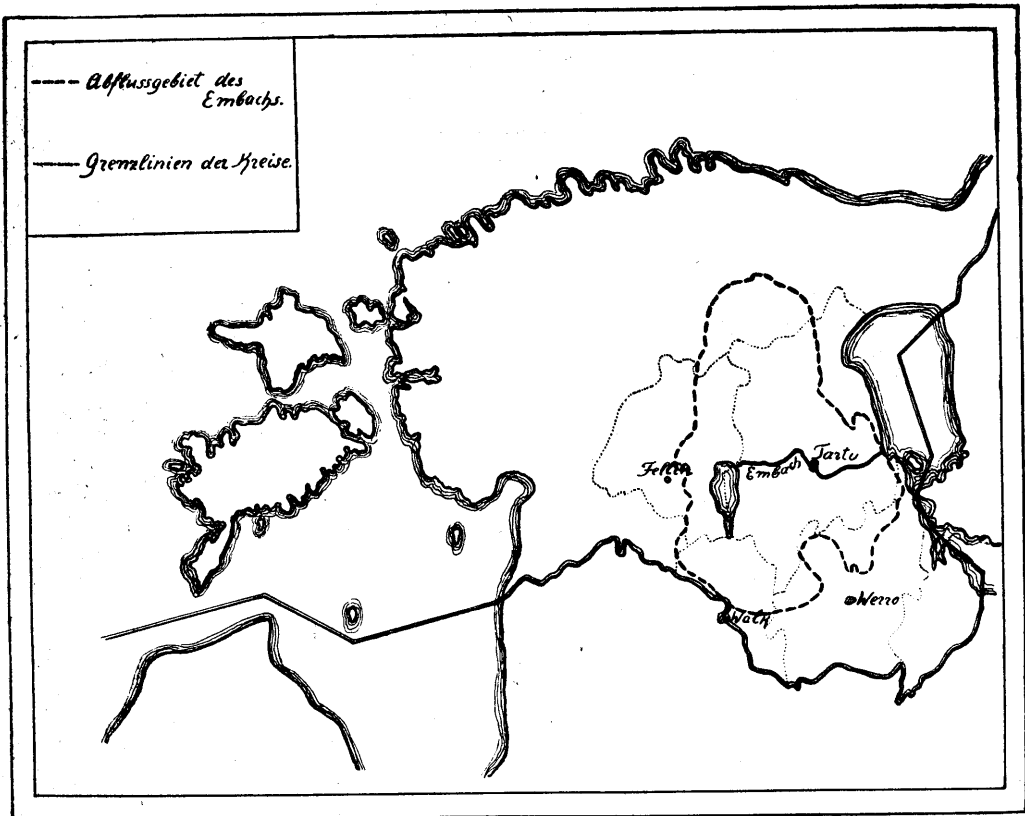 Abflussgebiet des
Embachs.
Grenzlinien der Kreise.
Tartu
Embach
Fellin
Werro
Walk